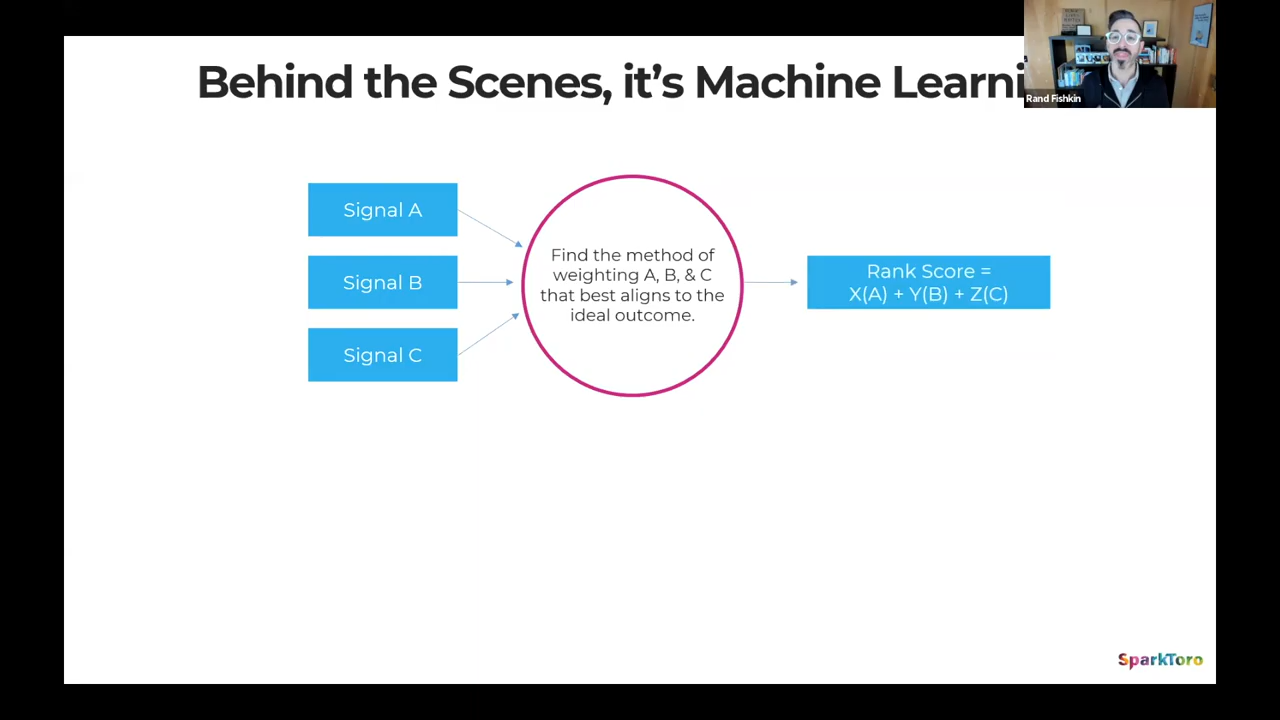 Behind the Scenes, it's Machine Learni
Rand Fishkin
Signal A
Signal B
Signal C
Find the method of
weighting A, B, & C
that best aligns to the
ideal outcome.
Rank Score =
X(A) + Y(B) + Z(C)
SparkToro